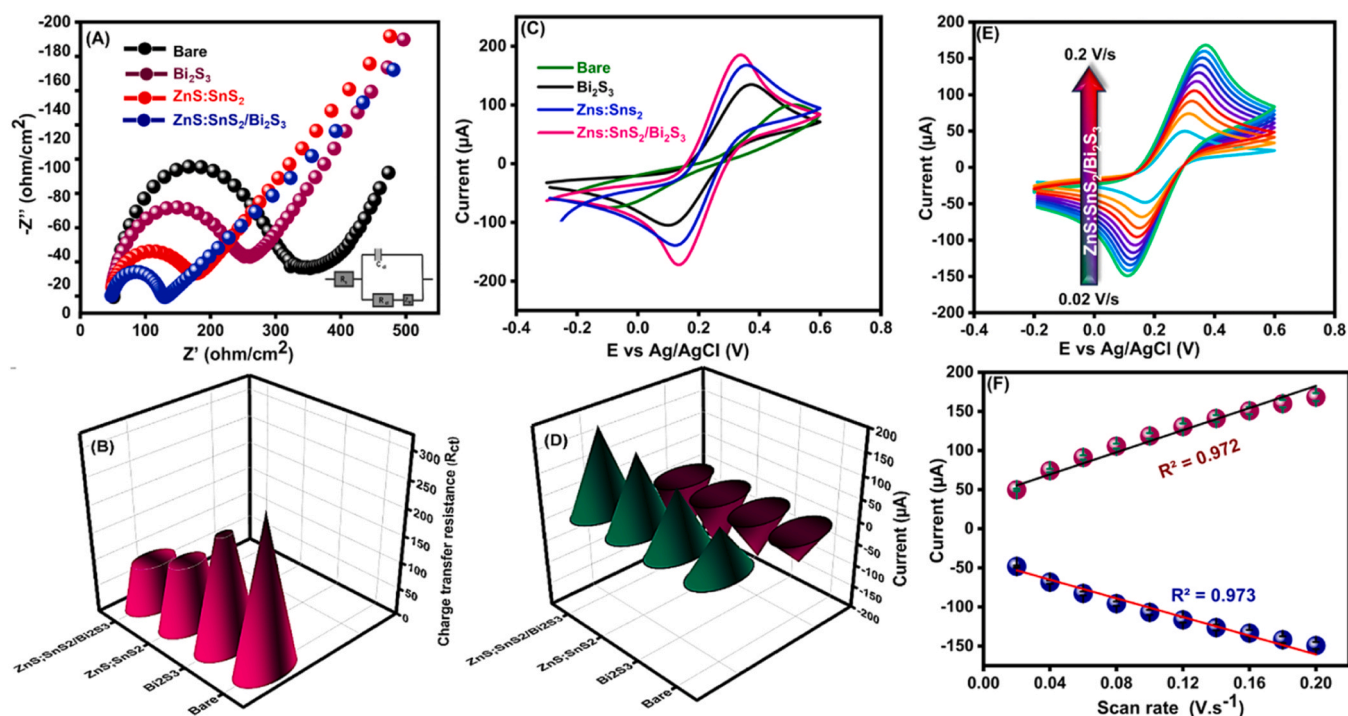 (A)
-200
-180
-160
-140
-120
-100
-80
-60
-40
-20
0
-Z'' (ohm/cm²)
Bare
Bi₂S₃
ZnS:SnS₂
ZnS:SnS₂/Bi₂S₃
0 100 200 300 400 500
Z' (ohm/cm²)
(C)
200
100
0
-100
-200
Current (µA)
Bare
Bi₂S₃
Zns:Sns₂
Zns:SnS₂/Bi₂S₃
-0.4 -0.2 0.0 0.2 0.4 0.6 0.8
E vs Ag/AgCl (V)
(E)
200
150
100
50
0
-50
-100
-150
-200
Current (µA)
0.2 V/s
ZnS:SnS₂/Bi₂S₃
0.02 V/s
-0.4 -0.2 0.0 0.2 0.4 0.6 0.8
E vs Ag/AgCl (V)
(B)
300
250
200
150
100
50
0
Charge transfer resistance (Rct)
ZnS;SnS2/Bi2S3
ZnS;SnS2
Bi2S3
Bare
(D)
200
150
100
50
0
-50
-100
-150
-200
Current (µA)
ZnS;SnS2/Bi2S3
ZnS;SnS2
Bi2S3
Bare
(F)
200
150
100
50
0
-50
-100
-150
Current (µA)
R² = 0.972
R² = 0.973
0.00 0.04 0.08 0.12 0.16 0.20
Scan rate (V.s⁻¹)